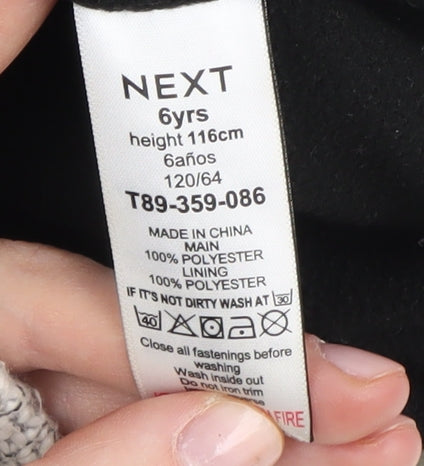 NEXT
6yrs
height 116cm
6años
120/64
T89-359-086
MADE IN CHINA
MAIN
100% POLYESTER
LINING
100% POLYESTER
IF IT'S NOT DIRTY WASH AT 30
40
Close all fastenings before
washing
Wash inside out
Do not iron trim
FIRE